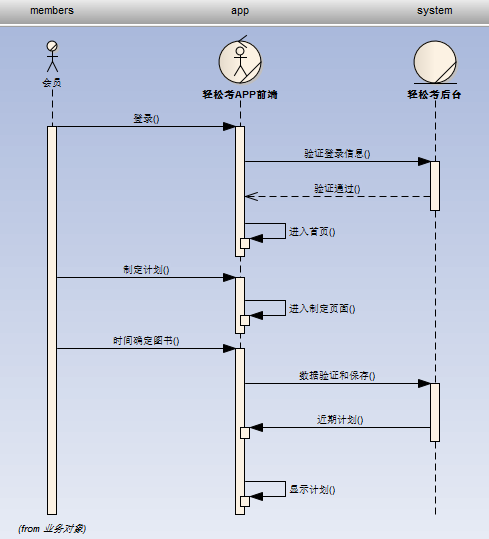 members app system
会员
轻松考APP前端
轻松考后台
登录()
验证登录信息()
验证通过()
进入首页()
制定计划()
进入制定页面()
时间确定图书()
数据验证和保存()
近期计划()
显示计划()
(from 业务对象)